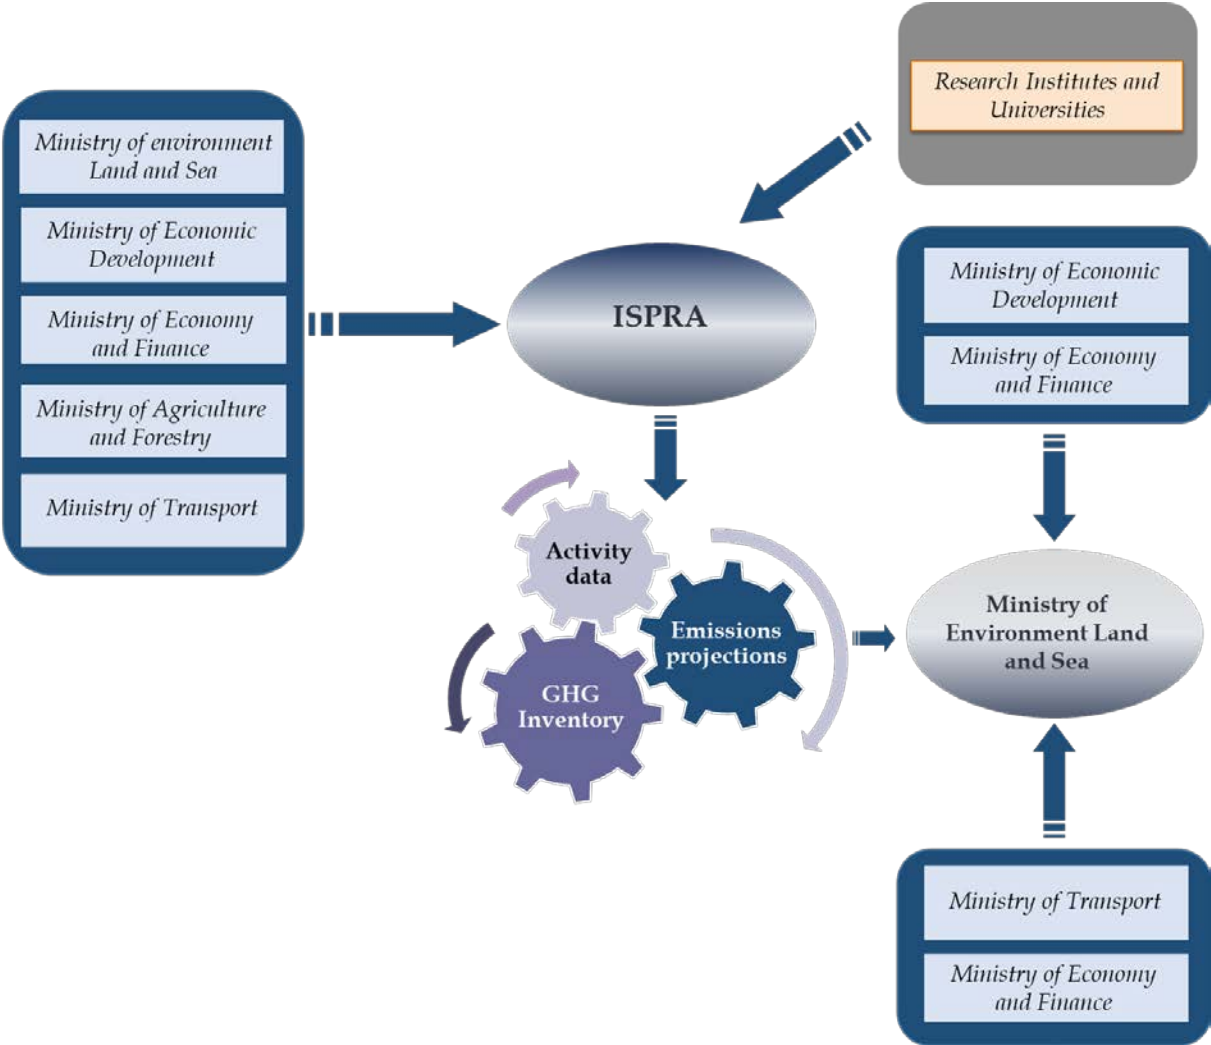 Research Institutes and
Universities
Ministry of environment
Land and Sea
Ministry of Economic
Development
Ministry of Economy
and Finance
Ministry of Agriculture
and Forestry
Ministry of Transport
ISPRA
Ministry of Economic
Development
Ministry of Economy
and Finance
Activity
data
Emissions
projections
GHG
Inventory
Ministry of
Environment Land
and Sea
Ministry of Transport
Ministry of Economy
and Finance